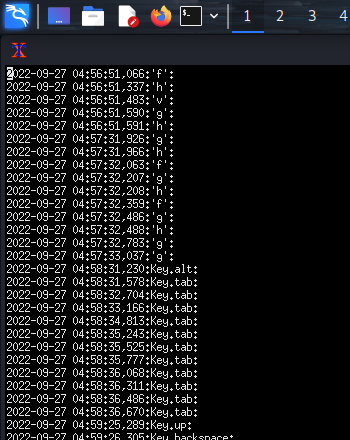 1 2 3 4
2022-09-27 04:56:51,066:'f':
2022-09-27 04:56:51,337:'h':
2022-09-27 04:56:51,483:'v':
2022-09-27 04:56:51,590:'g':
2022-09-27 04:56:51,591:'h':
2022-09-27 04:57:31,926:'g':
2022-09-27 04:57:31,966:'h':
2022-09-27 04:57:32,063:'f':
2022-09-27 04:57:32,207:'g':
2022-09-27 04:57:32,208:'h':
2022-09-27 04:57:32,359:'f':
2022-09-27 04:57:32,486:'g':
2022-09-27 04:57:32,488:'h':
2022-09-27 04:57:32,783:'g':
2022-09-27 04:57:33,037:'g':
2022-09-27 04:58:31,230:Key.alt:
2022-09-27 04:58:31,578:Key.tab:
2022-09-27 04:58:32,704:Key.tab:
2022-09-27 04:58:33,166:Key.tab:
2022-09-27 04:58:34,813:Key.tab:
2022-09-27 04:58:35,243:Key.tab:
2022-09-27 04:58:35,525:Key.tab:
2022-09-27 04:58:35,777:Key.tab:
2022-09-27 04:58:36,068:Key.tab:
2022-09-27 04:58:36,311:Key.tab:
2022-09-27 04:58:36,486:Key.tab:
2022-09-27 04:58:36,670:Key.tab:
2022-09-27 04:59:25,289:Key.up:
2022-09-27 04:59:26,305:Key.backspace: